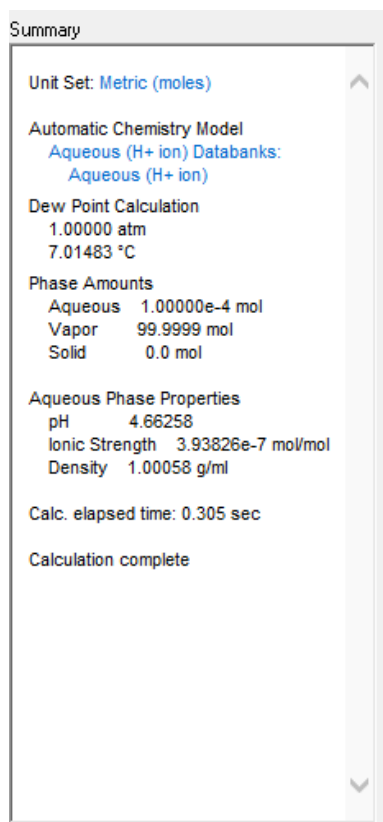 Summary
Unit Set: Metric (moles)
Automatic Chemistry Model
Aqueous (H+ ion) Databanks:
Aqueous (H+ ion)
Dew Point Calculation
1.00000 atm
7.01483 °C
Phase Amounts
Aqueous 1.00000e-4 mol
Vapor 99.9999 mol
Solid 0.0 mol
Aqueous Phase Properties
pH 4.66258
Ionic Strength 3.93826e-7 mol/mol
Density 1.00058 g/ml
Calc. elapsed time: 0.305 sec
Calculation complete